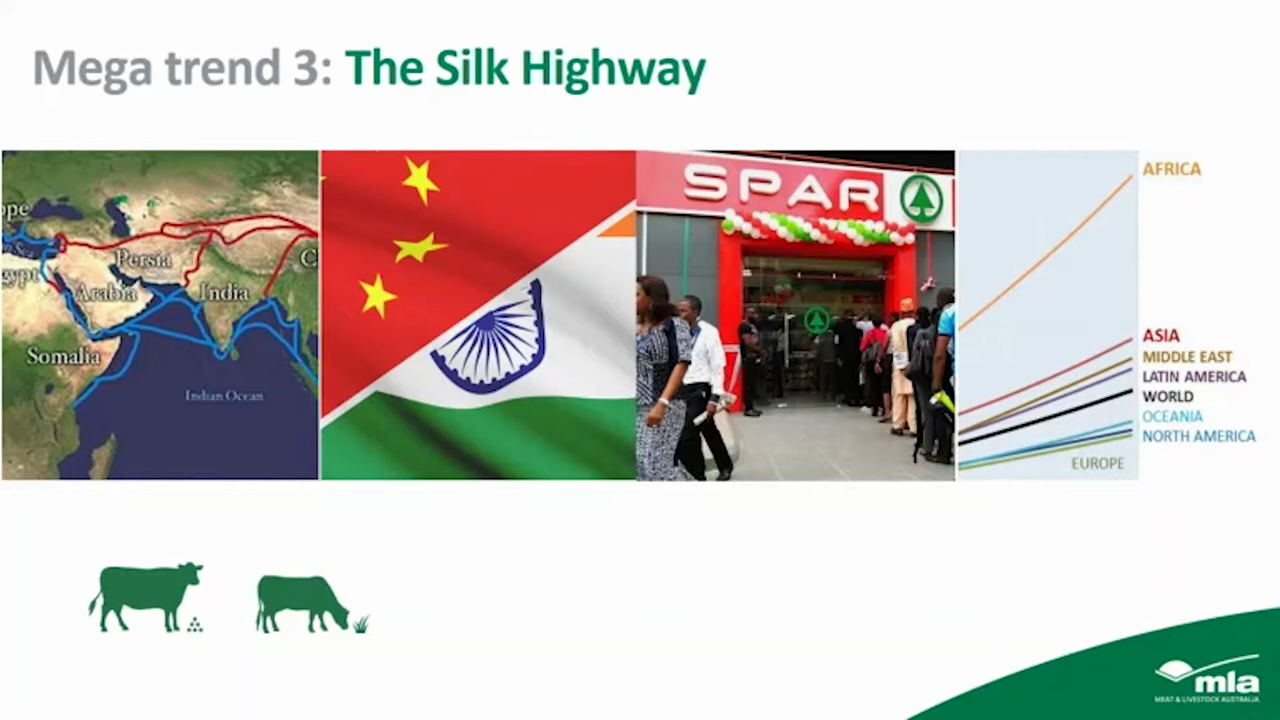 Mega trend 3: The Silk Highway
ope
gypt
Persia
C
Arabia
India
Somalia
Indian Ocean
SPAR
AFRICA
ASIA
MIDDLE EAST
LATIN AMERICA
WORLD
OCEANIA
NORTH AMERICA
EUROPE
mla
MEAT & LIVESTOCK AUSTRALIA